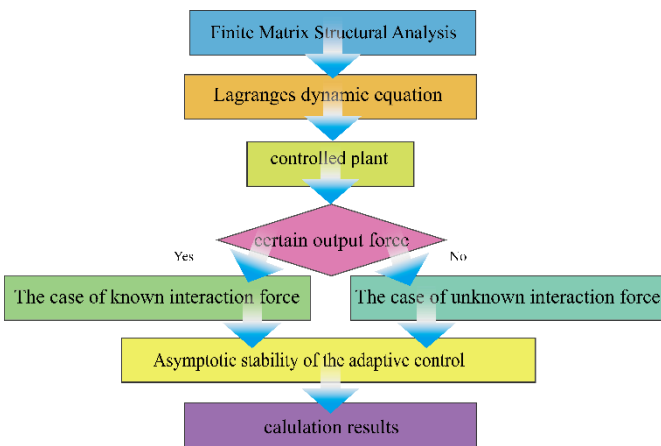 Finite Matrix Structural Analysis
Lagranges dynamic equation
controlled plant
certain output force
Yes
No
The case of known interaction force
The case of unknown interaction force
Asymptotic stability of the adaptive control
calulation results